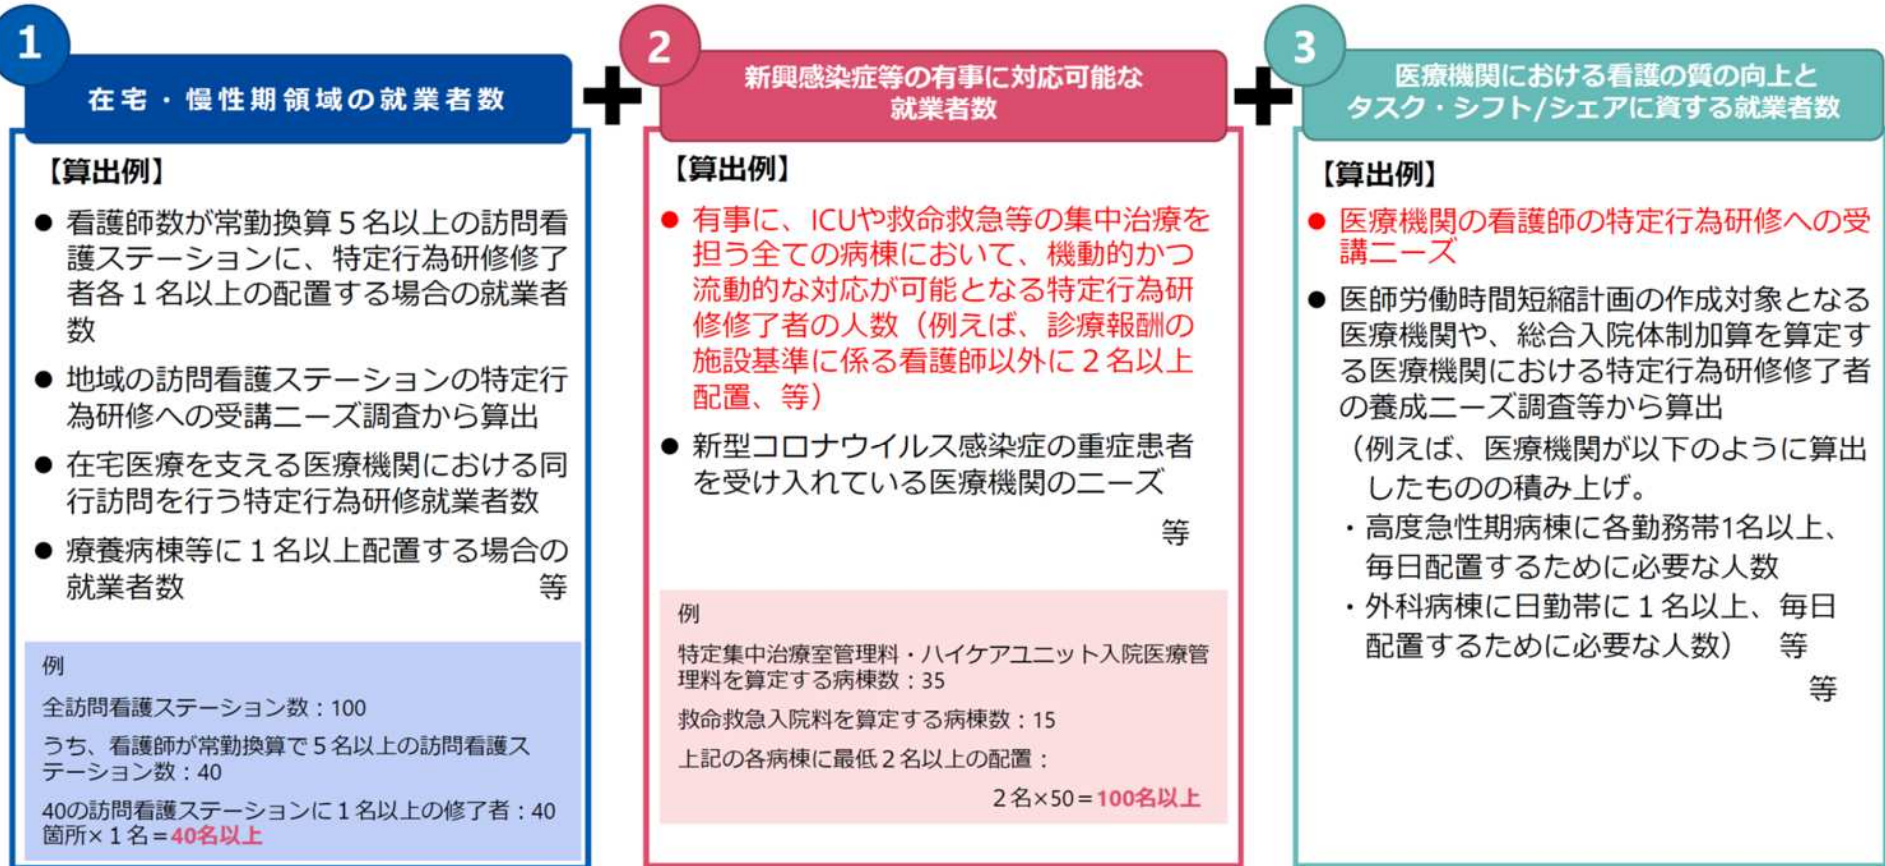 1
在宅・慢性期領域の就業者数
【算出例】
● 看護師数が常勤換算５名以上の訪問看
護ステーションに、特定行為研修修了
者各１名以上の配置する場合の就業者
数
● 地域の訪問看護ステーションの特定行
為研修への受講ニーズ調査から算出
● 在宅医療を支える医療機関における同
行訪問を行う特定行為研修就業者数
● 療養病棟等に１名以上配置する場合の
就業者数 等
例
全訪問看護ステーション数：100
うち、看護師が常勤換算で５名以上の訪問看護ス
テーション数：40
40の訪問看護ステーションに１名以上の修了者：40
箇所×１名＝40名以上
+
2
新興感染症等の有事に対応可能な
就業者数
【算出例】
● 有事に、ICUや救命救急等の集中治療を
担う全ての病棟において、機動的かつ
流動的な対応が可能となる特定行為研
修修了者の人数（例えば、診療報酬の
施設基準に係る看護師以外に２名以上
配置、等）
● 新型コロナウイルス感染症の重症患者
を受け入れている医療機関のニーズ
等
例
特定集中治療室管理料・ハイケアユニット入院医療管
理料を算定する病棟数：35
救命救急入院料を算定する病棟数：15
上記の各病棟に最低２名以上の配置：
２名×50＝100名以上
+
3
医療機関における看護の質の向上と
タスク・シフト/シェアに資する就業者数
【算出例】
● 医療機関の看護師の特定行為研修への受
講ニーズ
● 医師労働時間短縮計画の作成対象となる
医療機関や、総合入院体制加算を算定す
る医療機関における特定行為研修修了者
の養成ニーズ調査等から算出
（例えば、医療機関が以下のように算出
したものの積み上げ。
・高度急性期病棟に各勤務帯1名以上、
毎日配置するために必要な人数
・外科病棟に日勤帯に１名以上、毎日
配置するために必要な人数） 等
等